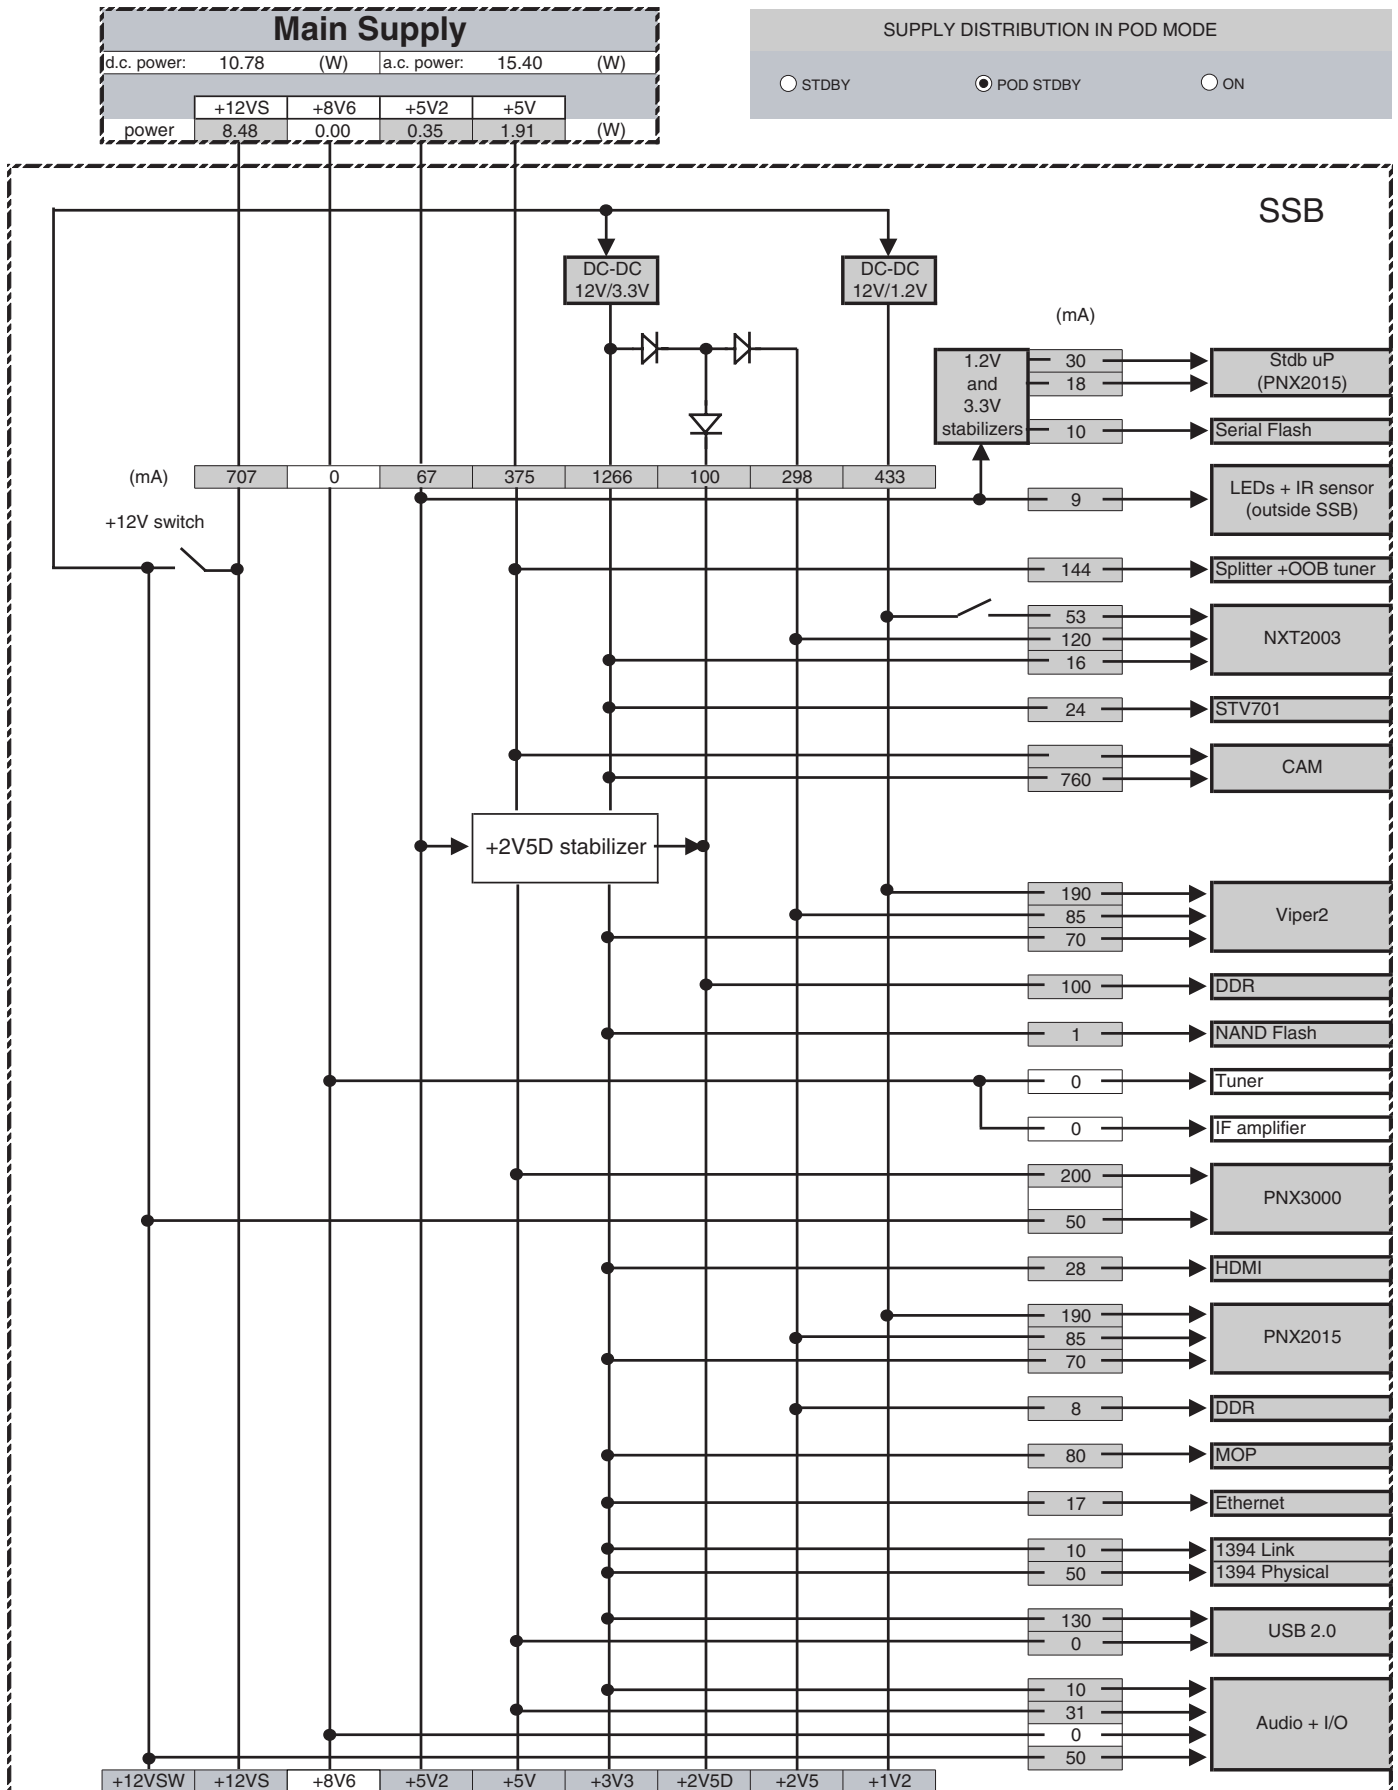 Main Supply
d.c. power: 10.78 (W) a.c. power: 15.40 (W)
+12VS +8V6 +5V2 +5V
power 8.48 0.00 0.35 1.91 (W)
SUPPLY DISTRIBUTION IN POD MODE
STDBY POD STDBY ON
SSB
DC-DC
12V/3.3V
DC-DC
12V/1.2V
(mA)
1.2V
and
3.3V
stabilizers
30
18
Stdb uP
(PNX2015)
10 Serial Flash
(mA) 707 0 67 375 1266 100 298 433
9
LEDs + IR sensor
(outside SSB)
+12V switch
144 Splitter +OOB tuner
53
120
16
NXT2003
24 STV701
760
CAM
+2V5D stabilizer
190
85
70
Viper2
100 DDR
1 NAND Flash
0 Tuner
0 IF amplifier
200
50
PNX3000
28 HDMI
190
85
70
PNX2015
8 DDR
80 MOP
17 Ethernet
10 1394 Link
50 1394 Physical
130
0
USB 2.0
10
31
0
50
Audio + I/O
+12VSW +12VS +8V6 +5V2 +5V +3V3 +2V5D +2V5 +1V2